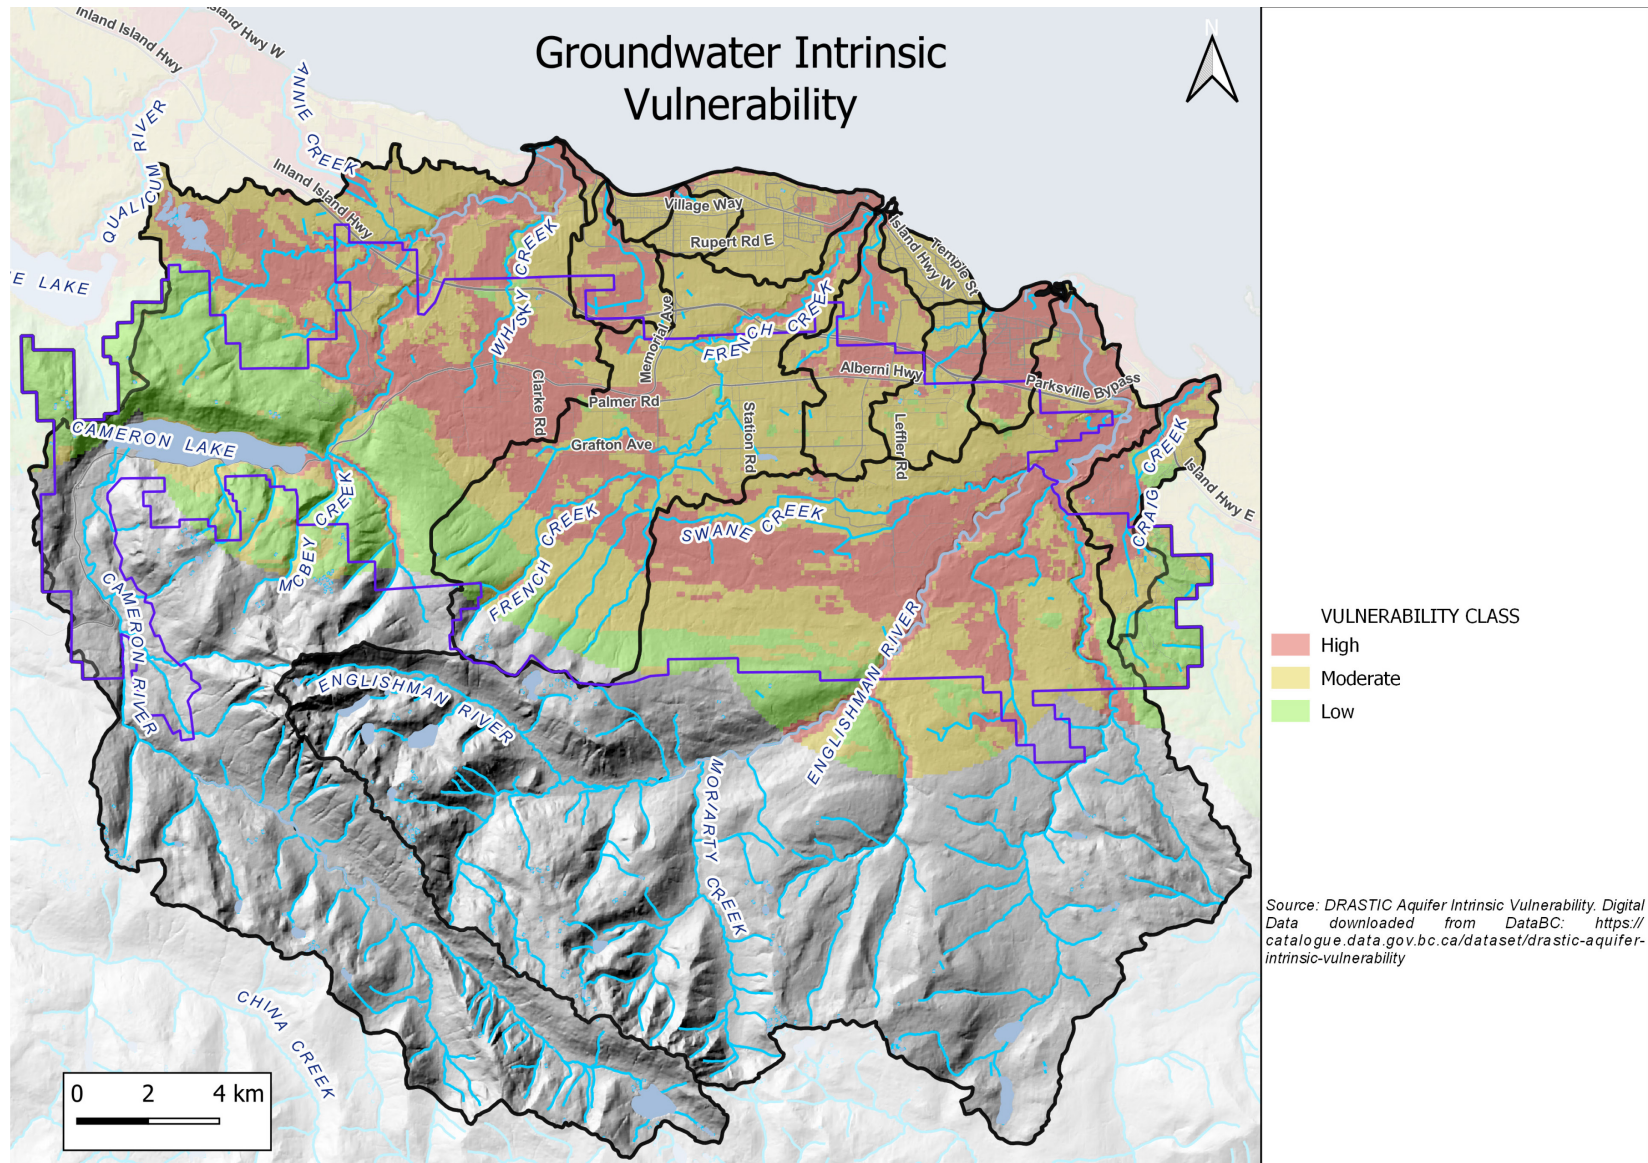 Groundwater Intrinsic
Vulnerability
N
Inland Island Hwy
Hwy W
ANNIE CREEK
QUALICUM RIVER
Inland Island Hwy
Village Way
Rupert Rd E
Island Hwy W
Temple St
E LAKE
WHISKY CREEK
Memorial Ave
FRENCH CREEK
Clarke Rd
Palmer Rd
Alberni Hwy
Parksville Bypass
CAMERON LAKE
Grafton Ave
Station Rd
Leffler Rd
CRAIG CREEK
Island Hwy E
MCBEY CREEK
FRENCH CREEK
SWANE CREEK
CAMERON RIVER
ENGLISHMAN RIVER
ENGLISHMAN RIVER
MORIARTY CREEK
CHINA CREEK
0 2 4 km
VULNERABILITY CLASS
High
Moderate
Low
Source: DRASTIC Aquifer Intrinsic Vulnerability. Digital
Data downloaded from DataBC: https://
catalogue.data.gov.bc.ca/dataset/drastic-aquifer-
intrinsic-vulnerability